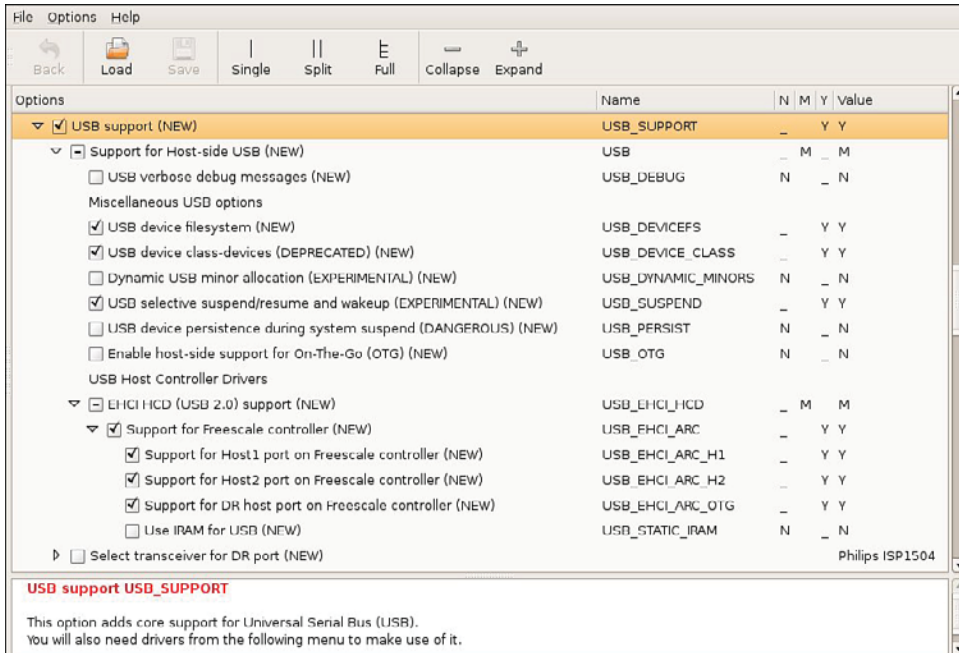 File Options Help
Back Load Save Single Split Full Collapse Expand
Options Name N M Y Value
USB support (NEW) USB_SUPPORT _ Y Y
Support for Host-side USB (NEW) USB _ M _ M
USB verbose debug messages (NEW) USB_DEBUG N _ N
Miscellaneous USB options
USB device filesystem (NEW) USB_DEVICEFS _ Y Y
USB device class-devices (DEPRECATED) (NEW) USB_DEVICE_CLASS _ Y Y
Dynamic USB minor allocation (EXPERIMENTAL) (NEW) USB_DYNAMIC_MINORS N _ N
USB selective suspend/resume and wakeup (EXPERIMENTAL) (NEW) USB_SUSPEND _ Y Y
USB device persistence during system suspend (DANGEROUS) (NEW) USB_PERSIST N _ N
Enable host-side support for On-The-Go (OTG) (NEW) USB_OTG N _ N
USB Host Controller Drivers
EHCI HCD (USB 2.0) support (NEW) USB_EHCI_HCD _ M M
Support for Freescale controller (NEW) USB_EHCI_ARC _ Y Y
Support for Host1 port on Freescale controller (NEW) USB_EHCI_ARC_H1 _ Y Y
Support for Host2 port on Freescale controller (NEW) USB_EHCI_ARC_H2 _ Y Y
Support for DR host port on Freescale controller (NEW) USB_EHCI_ARC_OTG _ Y Y
Use IRAM for USB (NEW) USB_STATIC_IRAM N _ N
Select transceiver for DR port (NEW) Philips ISP1504
USB support USB_SUPPORT
This option adds core support for Universal Serial Bus (USB).
You will also need drivers from the following menu to make use of it.